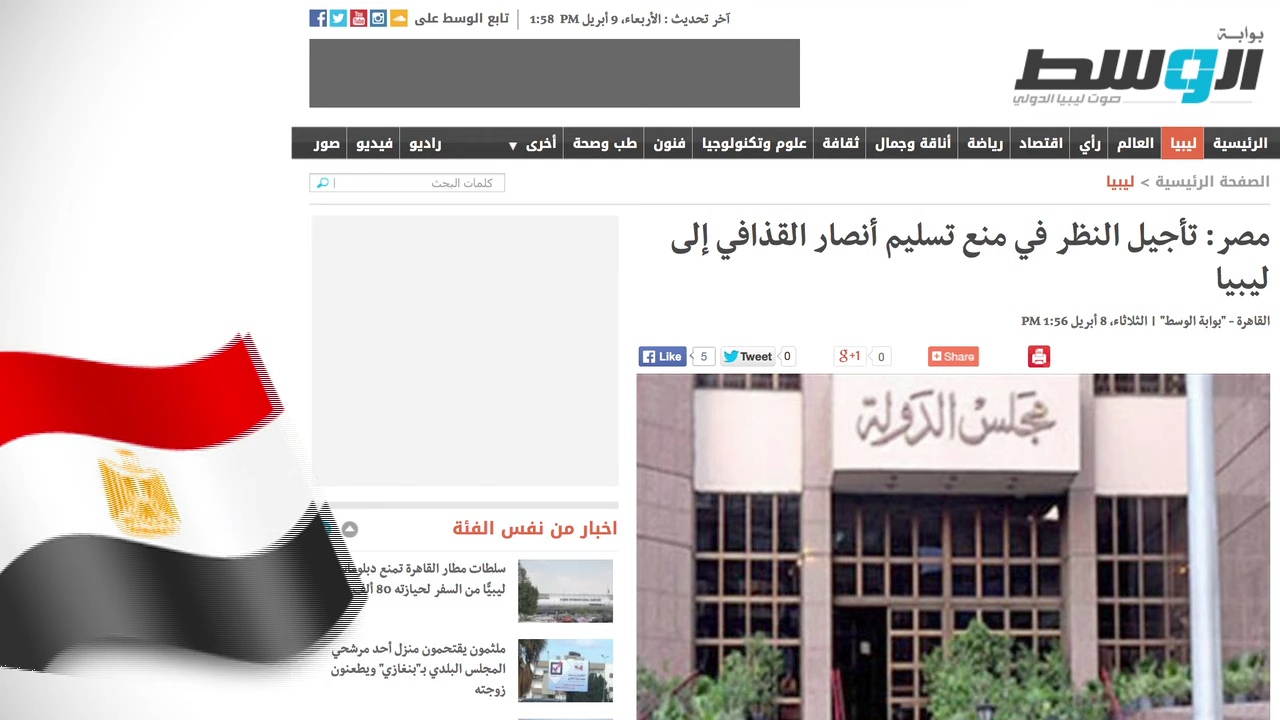 آخر تحديث : الأربعاء، 9 أبريل 1:58 PM
تابع الوسط على
بوابة
الوسط
صوت ليبيا الدولي
الرئيسية ليبيا العالم رأي اقتصاد رياضة أناقة وجمال ثقافة علوم وتكنولوجيا فنون طب وصحة أخرى ▼ راديو فيديو صور
الصفحة الرئيسية > ليبيا
كلمات البحث
مصر: تأجيل النظر في منع تسليم أنصار القذافي إلى
ليبيا
القاهرة - "بوابة الوسط" | الثلاثاء، 8 أبريل 1:56 PM
Like 5 Tweet 0 g+1 0 Share
مجلس الدولة
اخبار من نفس الفئة
سلطات مطار القاهرة تمنع
ليبيًّا من السفر لحيازته 80
ملثمون يقتحمون منزل أحد مرشحي
المجلس البلدي بـ"بنغازي" ويطعنون
زوجته